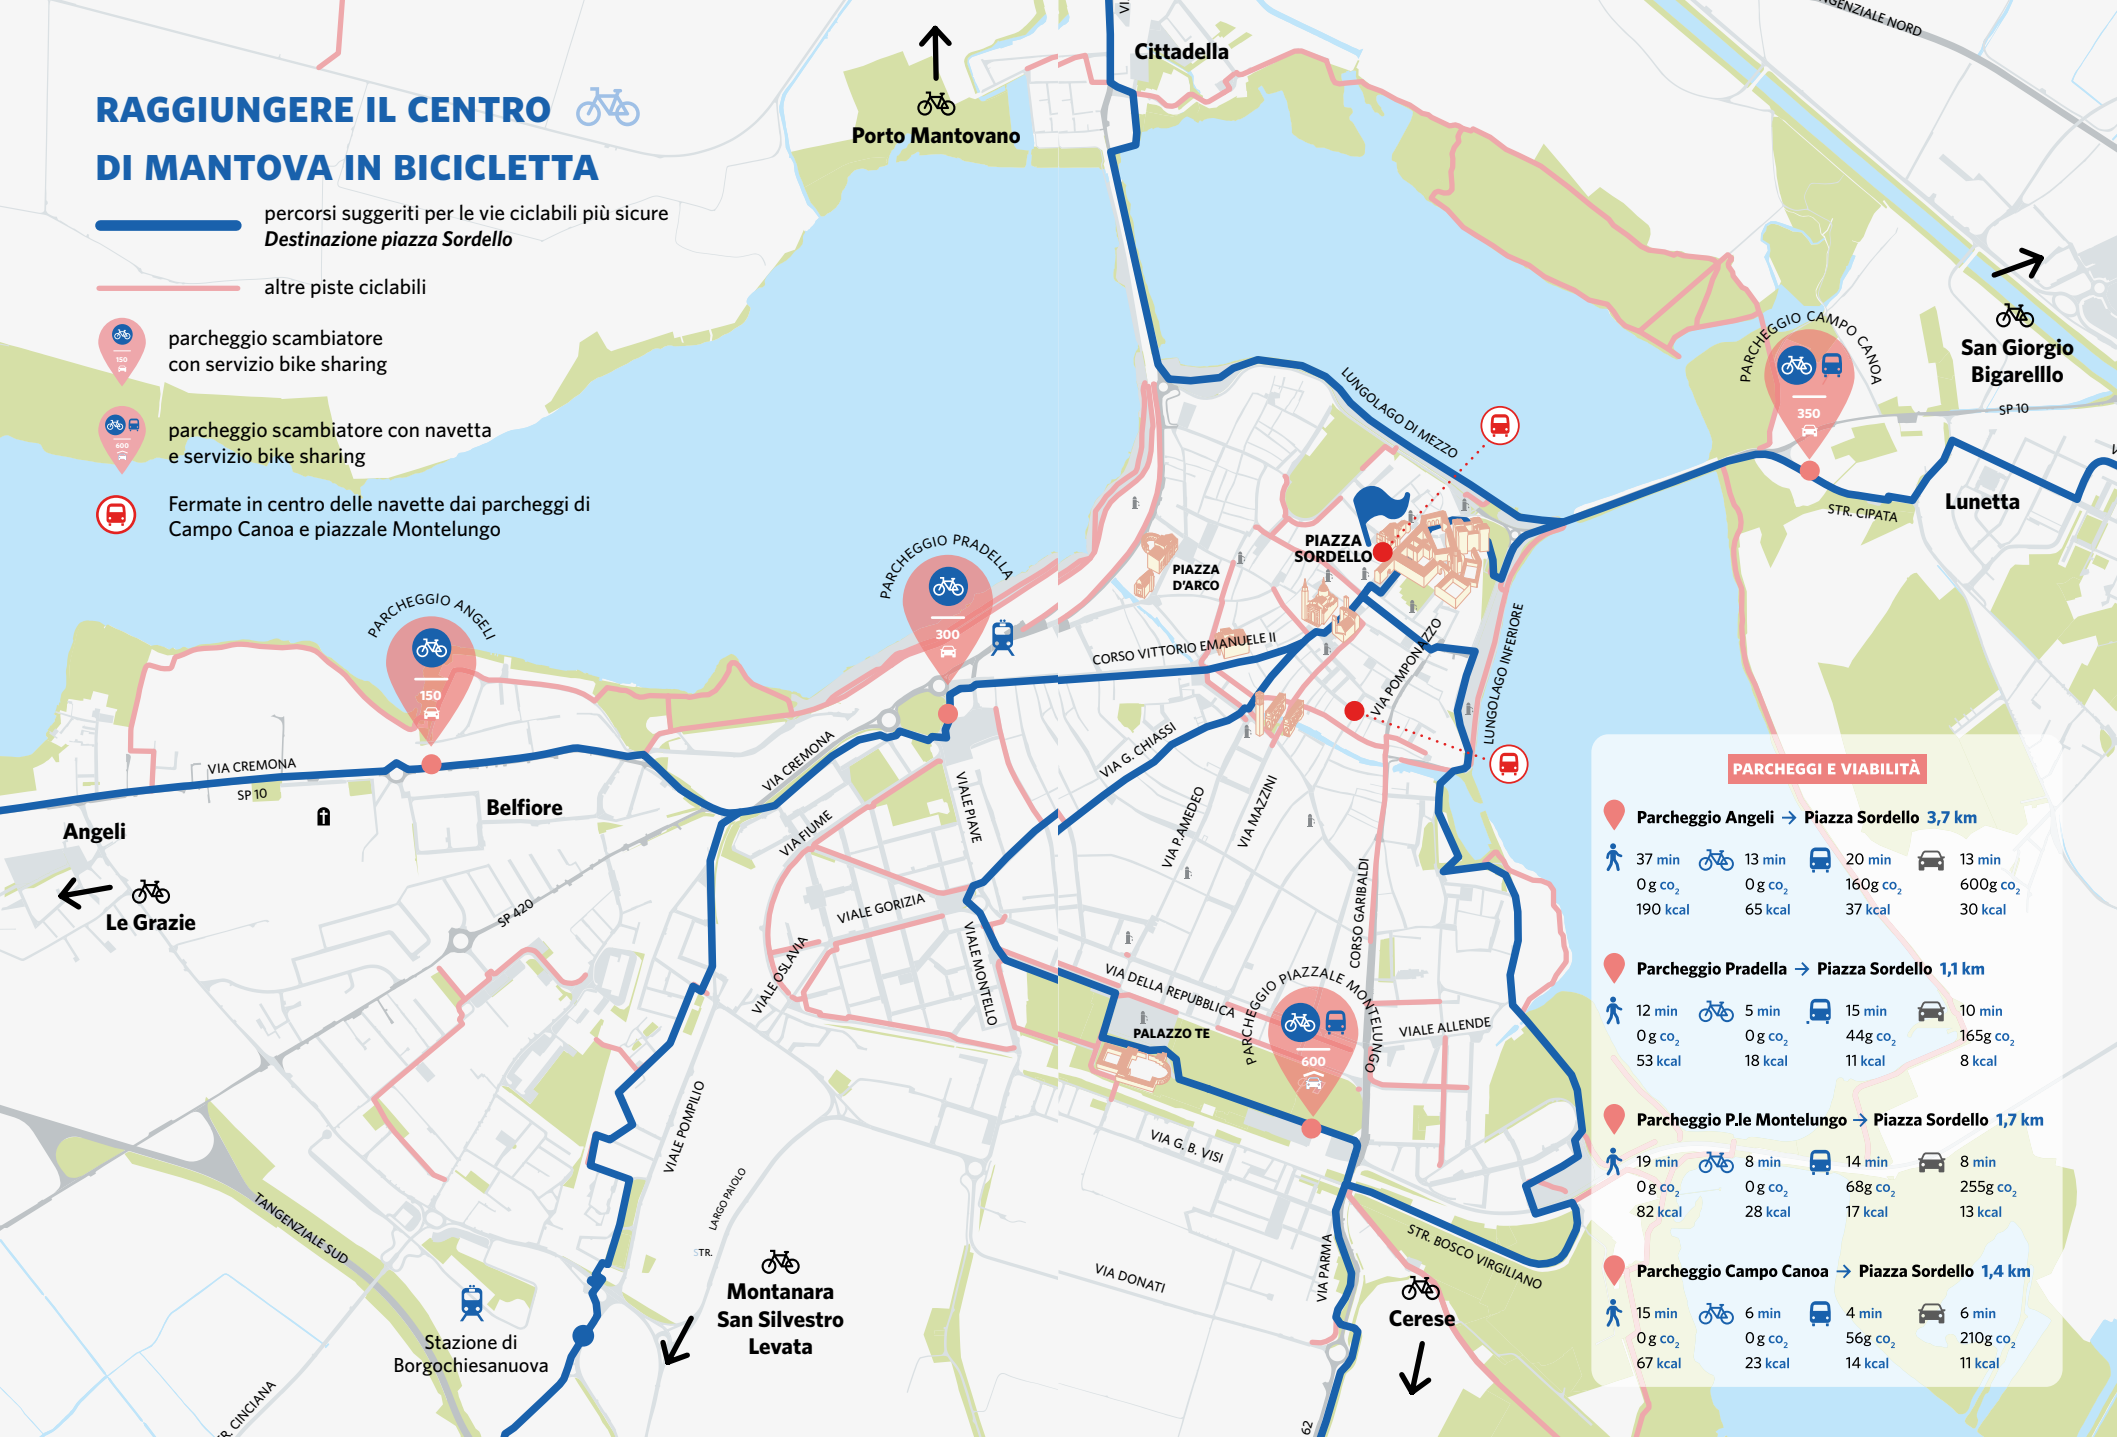 RAGGIUNGERE IL CENTRO
DI MANTOVA IN BICICLETTA
percorsi suggeriti per le vie ciclabili più sicure
Destinazione piazza Sordello
altre piste ciclabili
150
parcheggio scambiatore
con servizio bike sharing
600
parcheggio scambiatore con navetta
e servizio bike sharing
Fermate in centro delle navette dai parcheggi di
Campo Canoa e piazzale Montelungo
Porto Mantovano
Cittadella
GENZIALE NORD
San Giorgio
Bigarelllo
SP 10
PARCHEGGIO CAMPO CANOA
350
Lunetta
STR. CIPATA
LUNGOLAGO DI MEZZO
PIAZZA
SORDELLO
PIAZZA
D'ARCO
CORSO VITTORIO EMANUELE II
VIA POMPONAZZO
LUNGOLAGO INFERIORE
PARCHEGGIO PRADELLA
300
PARCHEGGIO ANGELI
150
VIA CREMONA
SP 10
Angeli
Belfiore
Le Grazie
VIA CREMONA
VIA FIUME
VIALE PIAVE
VIA G. CHIASSI
VIA P. AMEDEO
VIA MAZZINI
CORSO GARIBALDI
SP 420
VIALE GORIZIA
VIALE OSLAVIA
VIALE MONTELLO
VIA DELLA REPUBBLICA
PALAZZO TE
PARCHEGGIO PIAZZALE MONTELUNGO
600
VIALE ALLENDE
VIALE POMPILIO
VIA G. B. VISI
LARGO PAIOLO
STR.
TANGENZIALE SUD
Stazione di
Borgochiesanuova
Montanara
San Silvestro
Levata
VIA DONATI
VIA PARMA
STR. BOSCO VIRGILIANO
Cerese
62
R. CINCIANA
PARCHEGGI E VIABILITÀ
Parcheggio Angeli → Piazza Sordello 3,7 km
37 min 13 min 20 min 13 min
0 g co2 0 g co2 160g co2 600g co2
190 kcal 65 kcal 37 kcal 30 kcal
Parcheggio Pradella → Piazza Sordello 1,1 km
12 min 5 min 15 min 10 min
0 g co2 0 g co2 44g co2 165g co2
53 kcal 18 kcal 11 kcal 8 kcal
Parcheggio P.le Montelungo → Piazza Sordello 1,7 km
19 min 8 min 14 min 8 min
0 g co2 0 g co2 68g co2 255g co2
82 kcal 28 kcal 17 kcal 13 kcal
Parcheggio Campo Canoa → Piazza Sordello 1,4 km
15 min 6 min 4 min 6 min
0 g co2 0 g co2 56g co2 210g co2
67 kcal 23 kcal 14 kcal 11 kcal